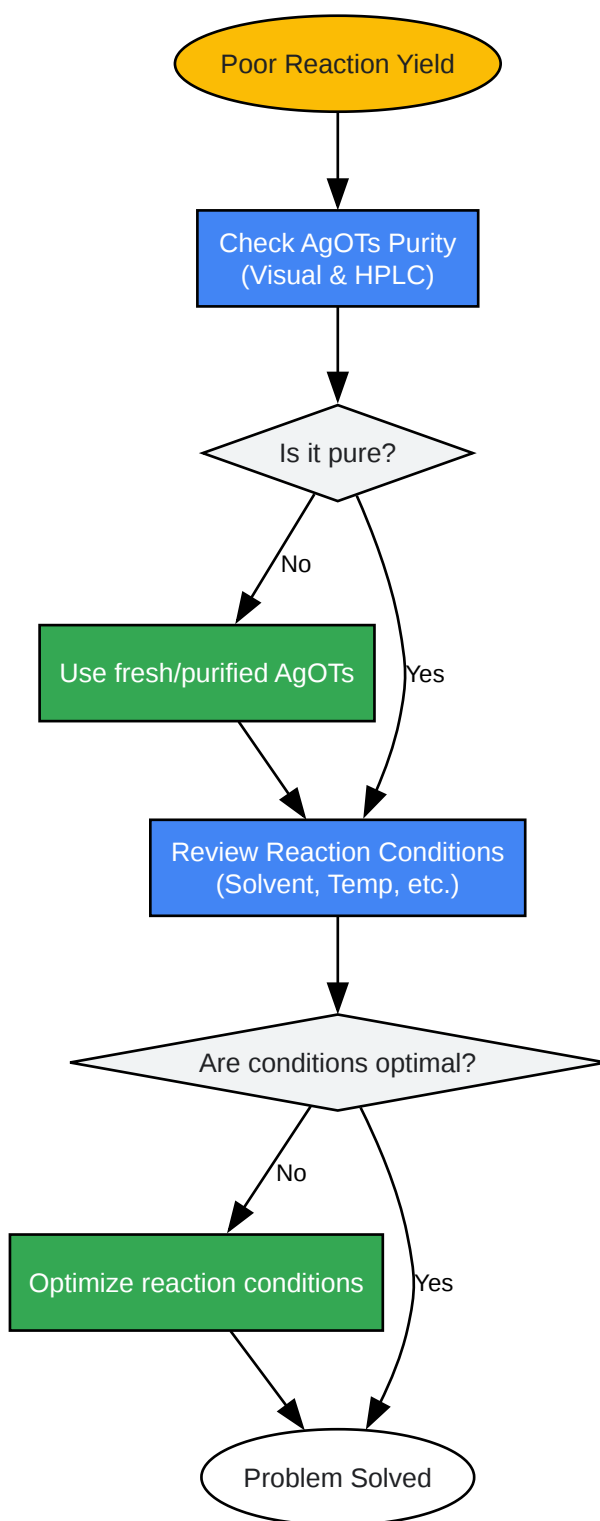 Poor Reaction Yield
Check AgOTs Purity
(Visual & HPLC)
Is it pure?
No
Use fresh/purified AgOTs
Yes
Review Reaction Conditions
(Solvent, Temp, etc.)
Are conditions optimal?
No
Optimize reaction conditions
Yes
Problem Solved